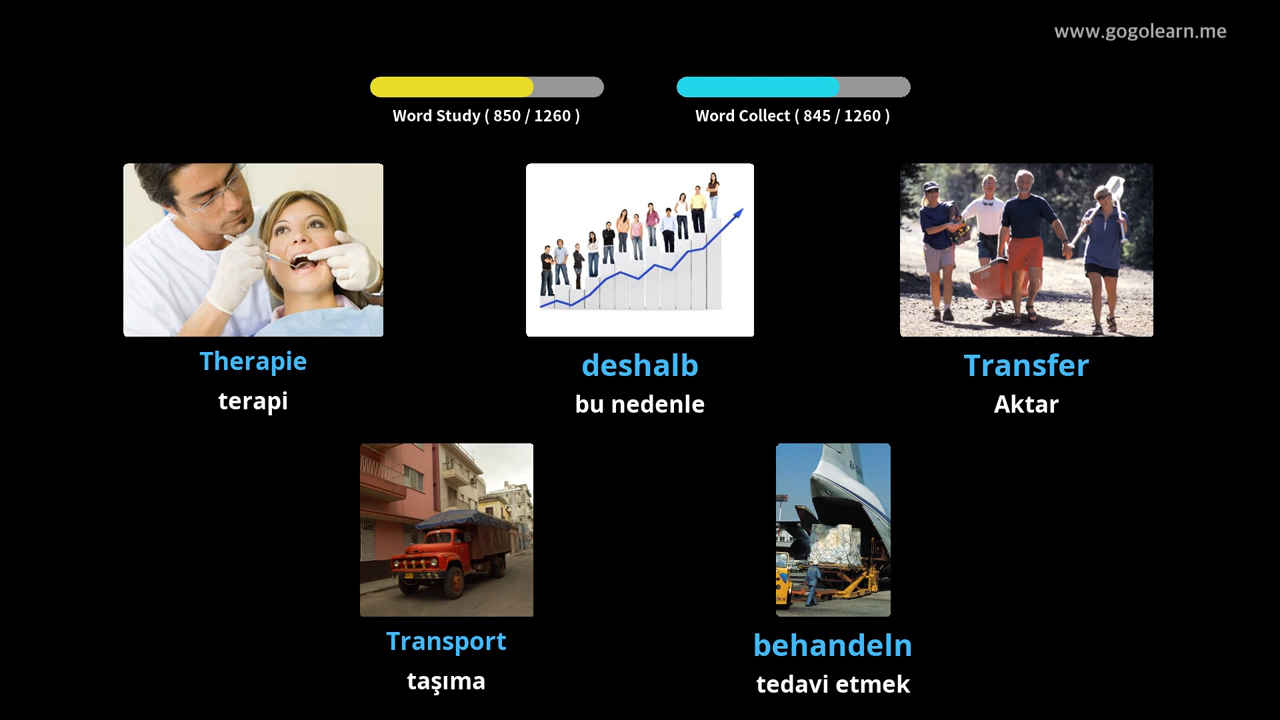 www.gogolearn.me
Word Study ( 850 / 1260 )
Word Collect ( 845 / 1260 )
Therapie
terapi
deshalb
bu nedenle
Transfer
Aktar
Transport
taşıma
behandeln
tedavi etmek